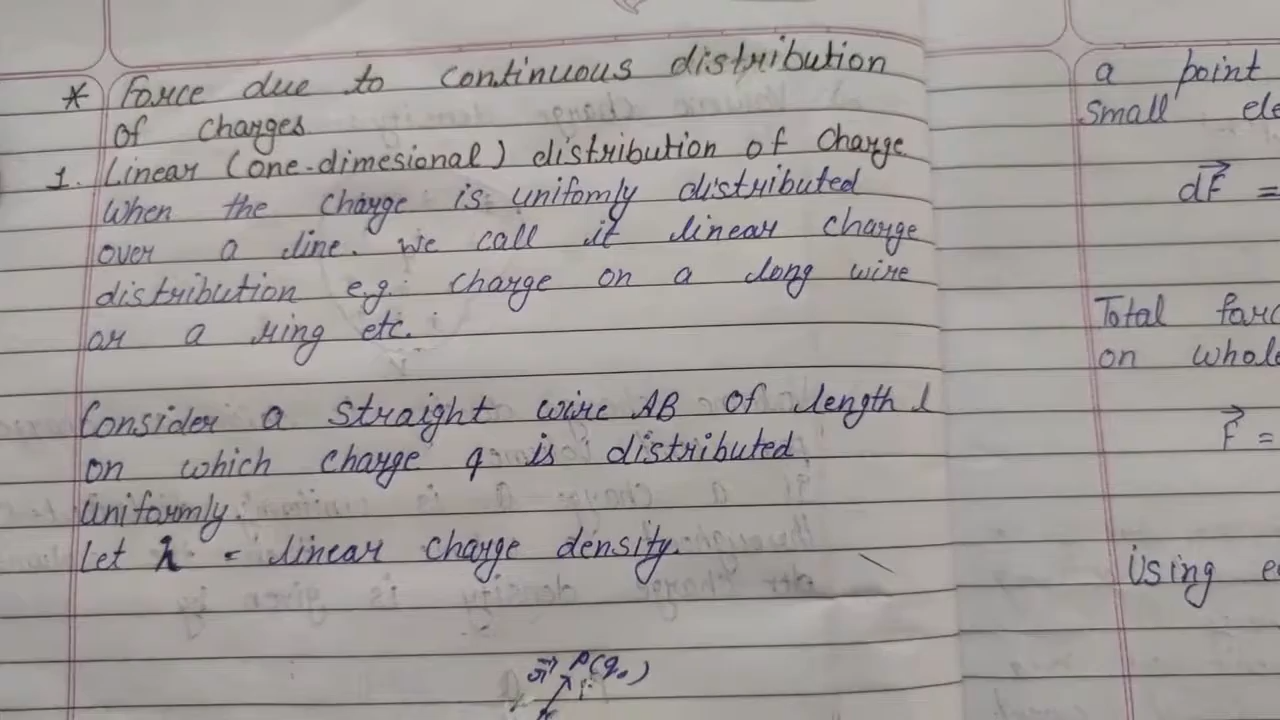 * Force due to continuous distribution
of charges
1. Linear (one-dimesional) distribution of Charge
When the charge is unifomly distributed
over a line. We call it linear charge
distribution e.g. charge on a long wire
or a ring etc.
Consider a straight wire AB of length l
on which charge q is distributed
Uniformly.
Let λ = linear charge density.
r⃗ P(q₀)
a point
Small ele
dF⃗ =
Total forc
on whole
F⃗ =
Using e